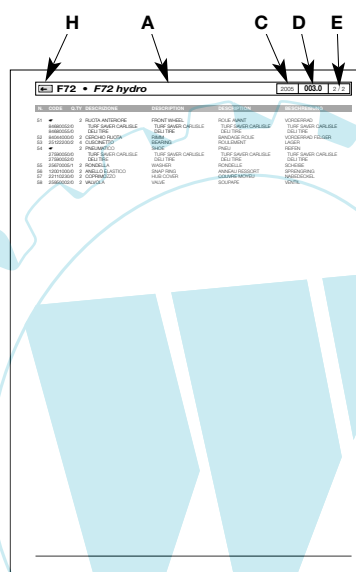 H A C D E
F72 • F72 hydro 2005 003.0 2 / 2
N. CODE Q.TY DESCRIZIONE DESCRIPTION DESCRIPTION BESCHREIBUNG
51 2 RUOTA ANTERIORE FRONT WHEEL ROUE AVANT VORDERRAD
TURF SAVER CARLISLE TURF SAVER CARLISLE TURF SAVER CARLISLE TURF SAVER CARLISLE
DELI TIRE DELI TIRE DELI TIRE DELI TIRE
52 2 CERCHIO RUOTA BANDAGE ROUE VORDERRAD FELGER
53 4 CUSCINETTO BEARING ROULEMENT LAGER
54 2 PNEUMATICO SHOE PNEU REIFEN
TURF SAVER CARLISLE TURF SAVER CARLISLE TURF SAVER CARLISLE TURF SAVER CARLISLE
DELI TIRE DELI TIRE DELI TIRE DELI TIRE
55 2 RONDELLA WASHER RONDELLE SCHEIBE
56 2 ANELLO ELASTICO SNAP RING ANNEAU RESSORT SPRENGRING
57 2 COPRIMOZZO HUB COVER COUVRE MOYEU NABEDECKEL
58 2 VALVOLA VALVE SOUPAPE VENTIL